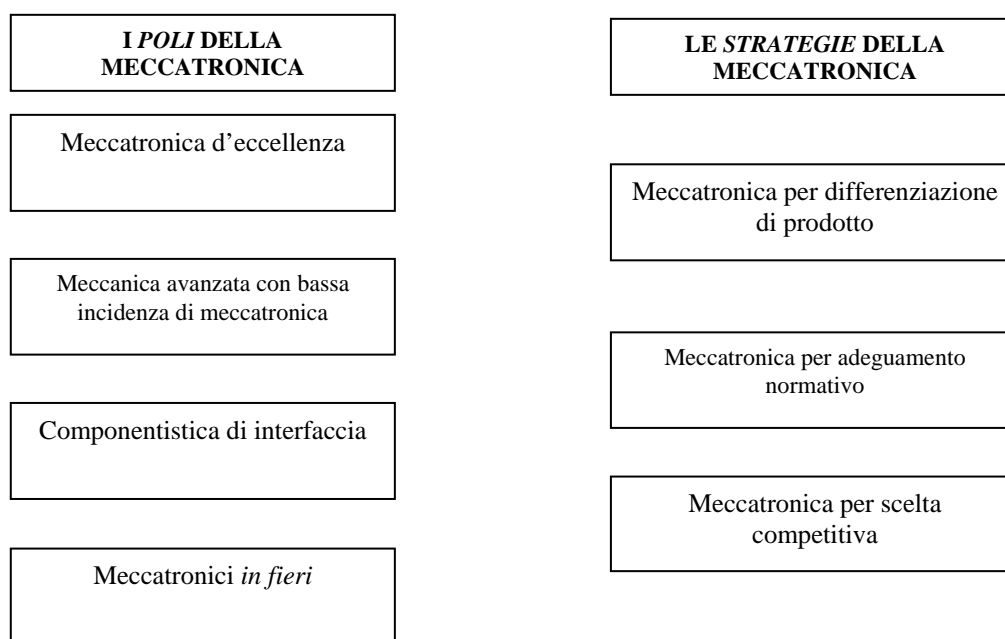 I POLI DELLA
MECCATRONICA
Meccatronica d’eccellenza
Meccanica avanzata con bassa
incidenza di meccatronica
Componentistica di interfaccia
Meccatronici in fieri
LE STRATEGIE DELLA
MECCATRONICA
Meccatronica per differenziazione
di prodotto
Meccatronica per adeguamento
normativo
Meccatronica per scelta
competitiva